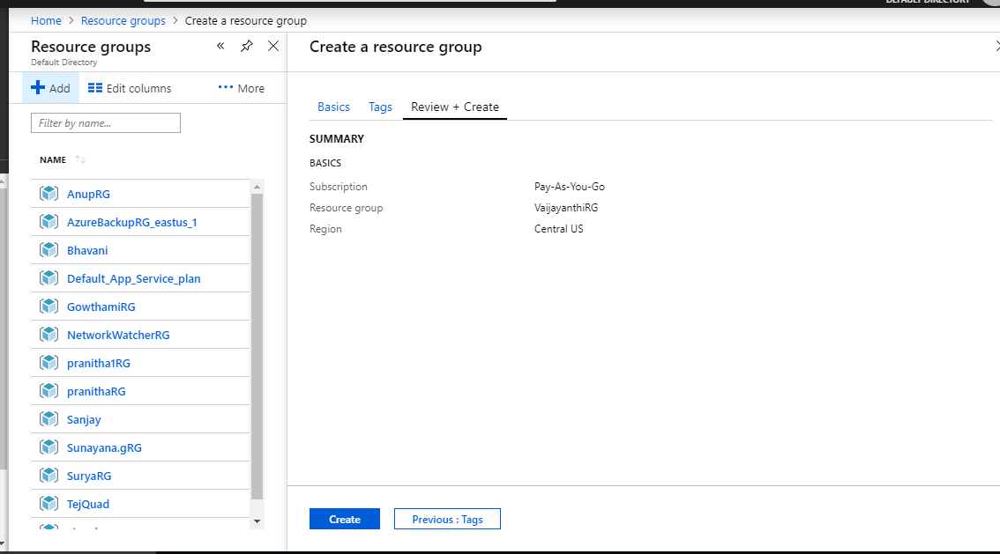 DEFAULT DIRECTORY
Home > Resource groups > Create a resource group
Resource groups
Default Directory
Add
Edit columns
More
Filter by name...
NAME
AnupRG
AzureBackupRG_eastus_1
Bhavani
Default_App_Service_plan
GowthamiRG
NetworkWatcherRG
pranitha1RG
pranithaRG
Sanjay
Sunayana.gRG
SuryaRG
TejQuad
Create a resource group
Basics Tags Review + Create
SUMMARY
BASICS
Subscription Pay-As-You-Go
Resource group VaijayanthiRG
Region Central US
Create
Previous : Tags